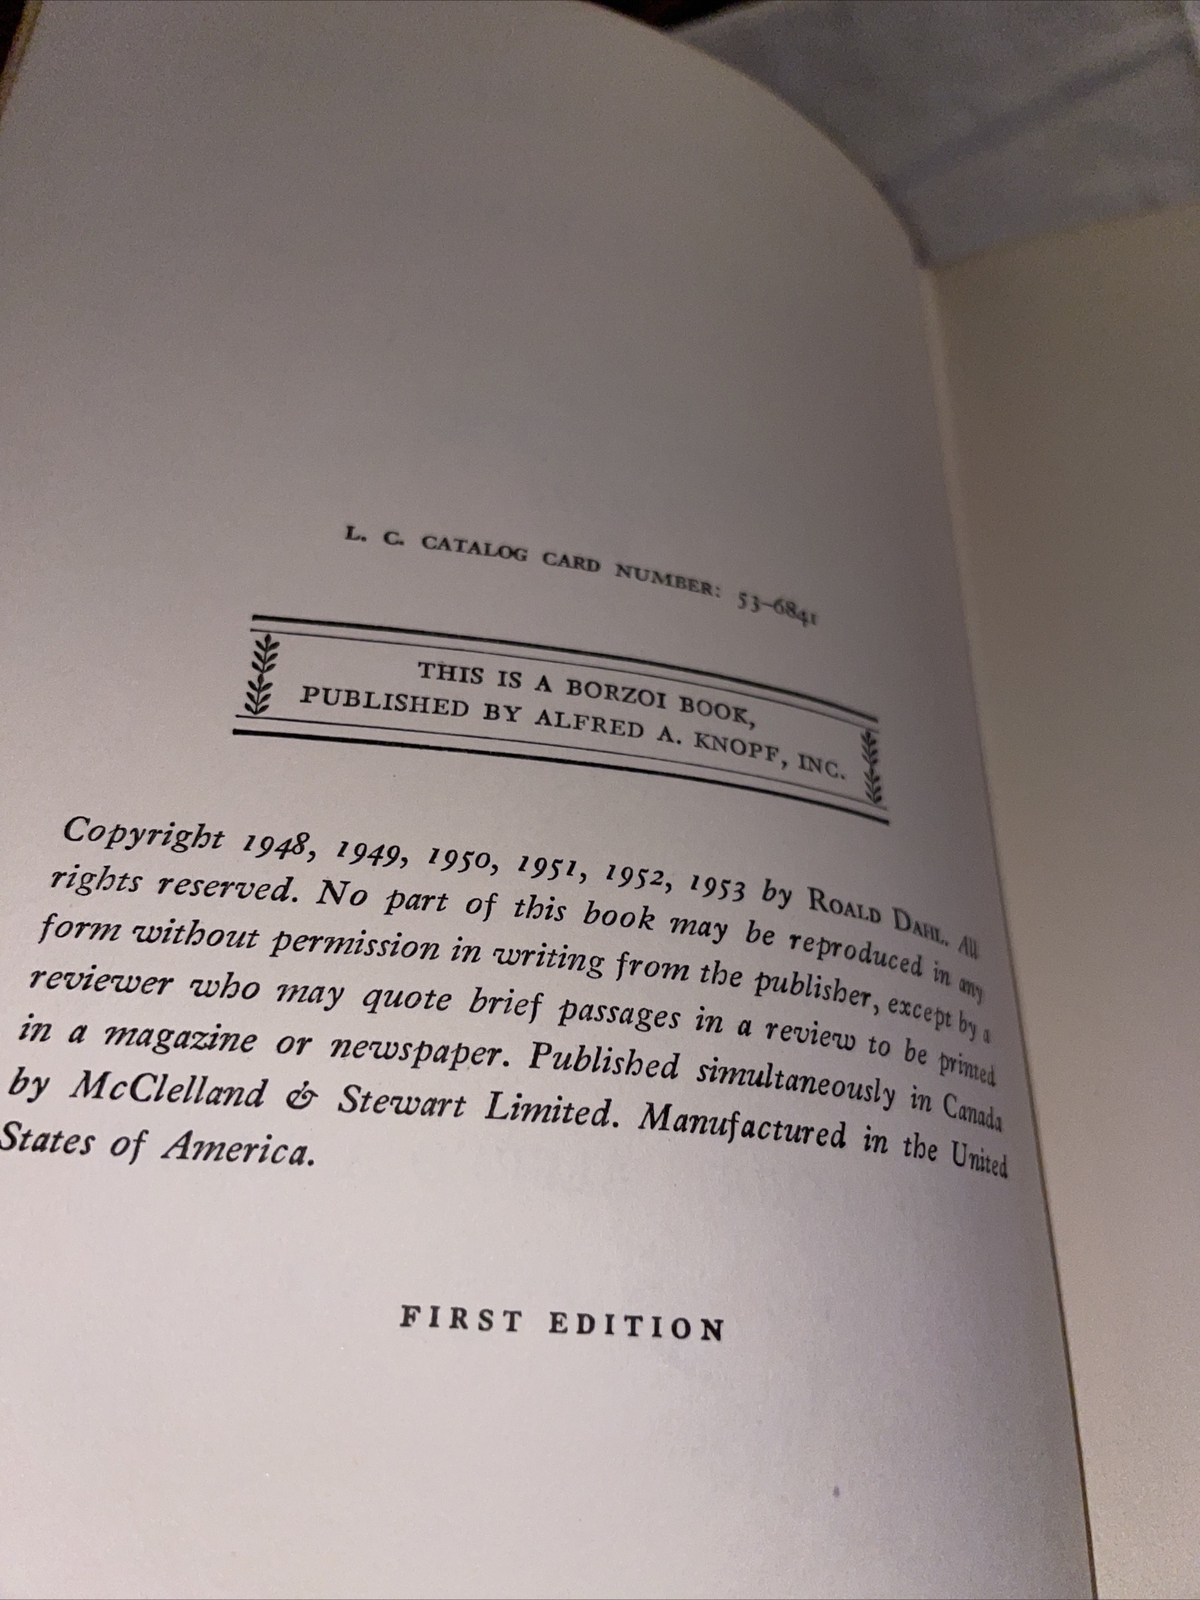 L. C. CATALOG CARD NUMBER: 53-6841
THIS IS A BORZOI BOOK,
PUBLISHED BY ALFRED A. KNOPF, INC.
Copyright 1948, 1949, 1950, 1951, 1952, 1953 by ROALD DAHL. All
rights reserved. No part of this book may be reproduced in any
form without permission in writing from the publisher, except by a
reviewer who may quote brief passages in a review to be printed
in a magazine or newspaper. Published simultaneously in Canada
by McClelland & Stewart Limited. Manufactured in the United
States of America.
FIRST EDITION